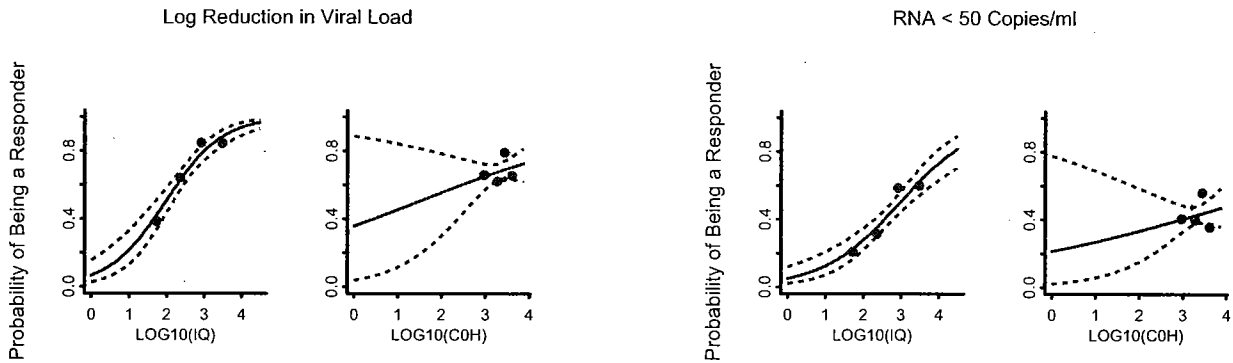 Log Reduction in Viral Load
RNA < 50 Copies/ml
Probability of Being a Responder
0.0 0.4 0.8
0 1 2 3 4
LOG10(IQ)
0.0 0.4 0.8
0 1 2 3 4
LOG10(C0H)
Probability of Being a Responder
0.0 0.4 0.8
0 1 2 3 4
LOG10(IQ)
0.0 0.4 0.8
0 1 2 3 4
LOG10(C0H)